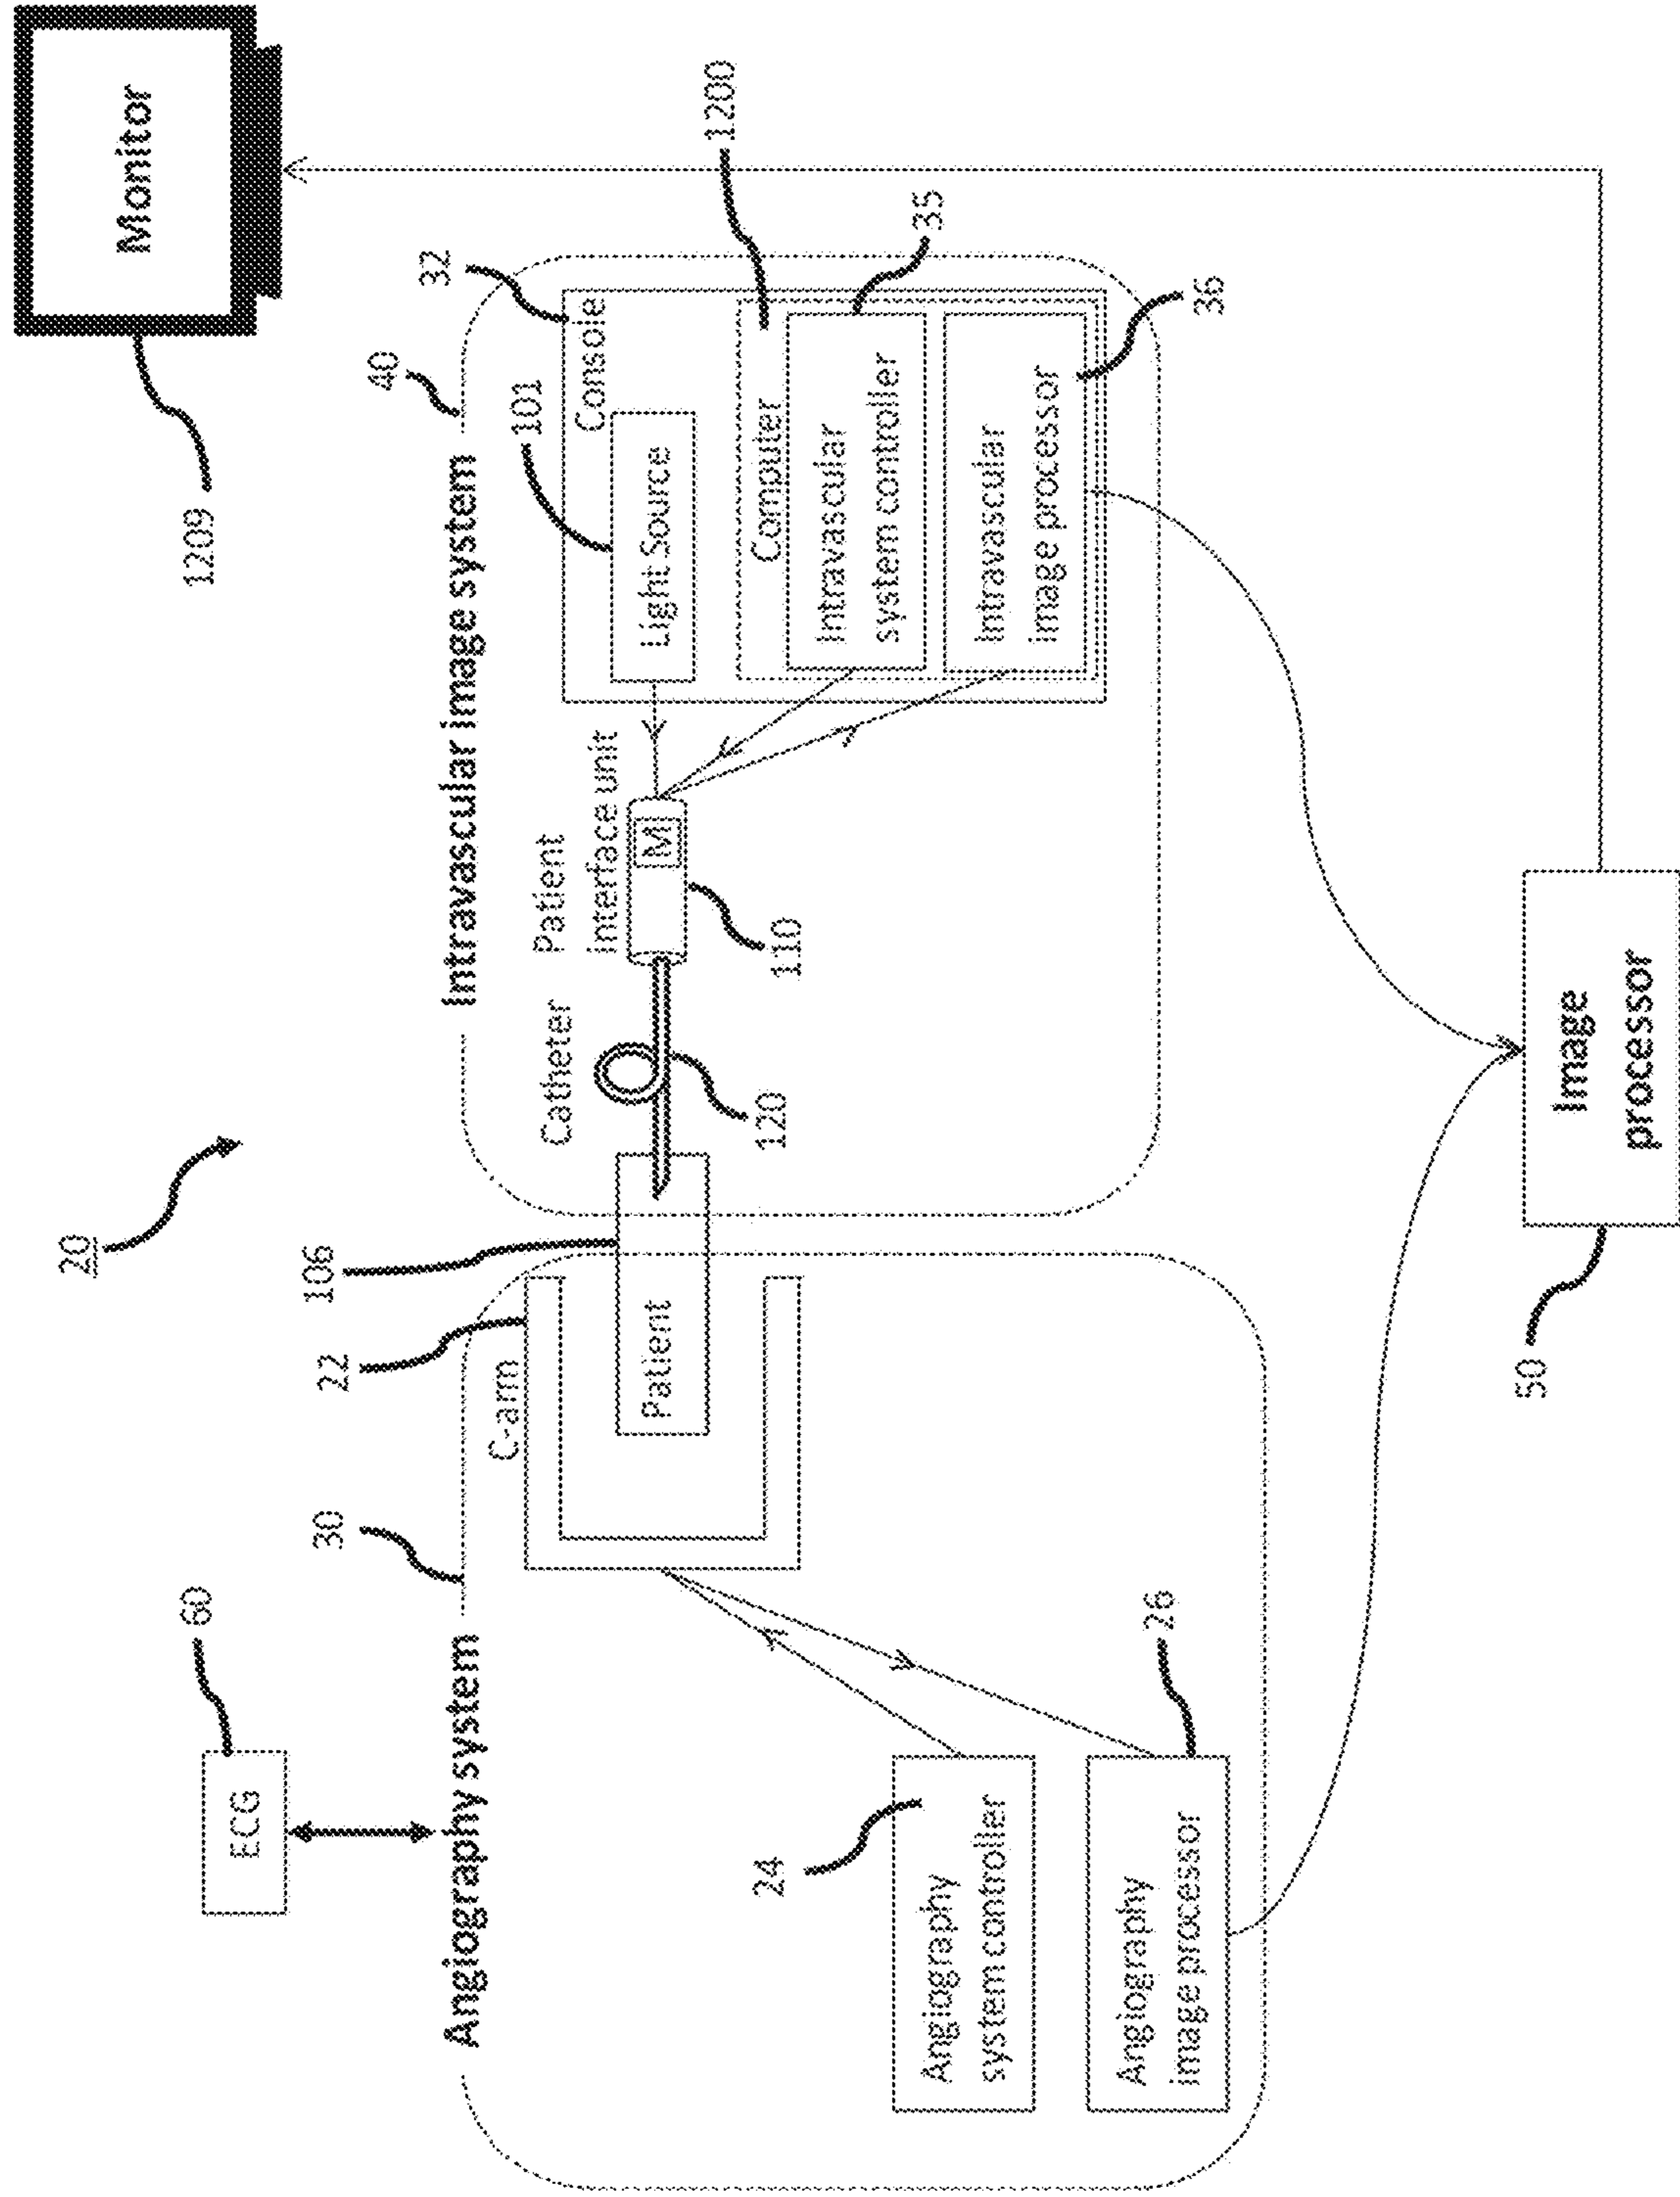 20
Monitor
1209
ECG
60
Angiography system
30
C-arm
22
Patient
106
Angiography
system controller
24
Angiography
image processor
26
Intravascular image system
40
Catheter
120
Patient
interface unit
M
110
Console
32
Light Source
101
Computer
1200
Intravascular
system controller
35
Intravascular
image processor
36
Image
processor
50